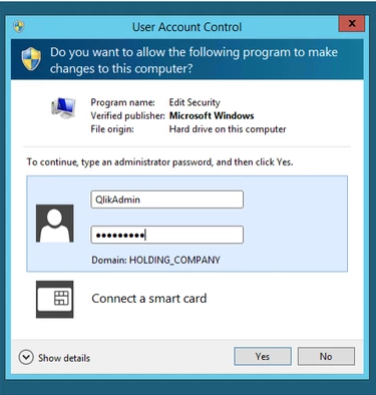 User Account Control
Do you want to allow the following program to make
changes to this computer?
Program name: Edit Security
Verified publisher: Microsoft Windows
File origin: Hard drive on this computer
To continue, type an administrator password, and then click Yes.
QlikAdmin
•••••••••
Domain: HOLDING_COMPANY
Connect a smart card
Show details
Yes
No